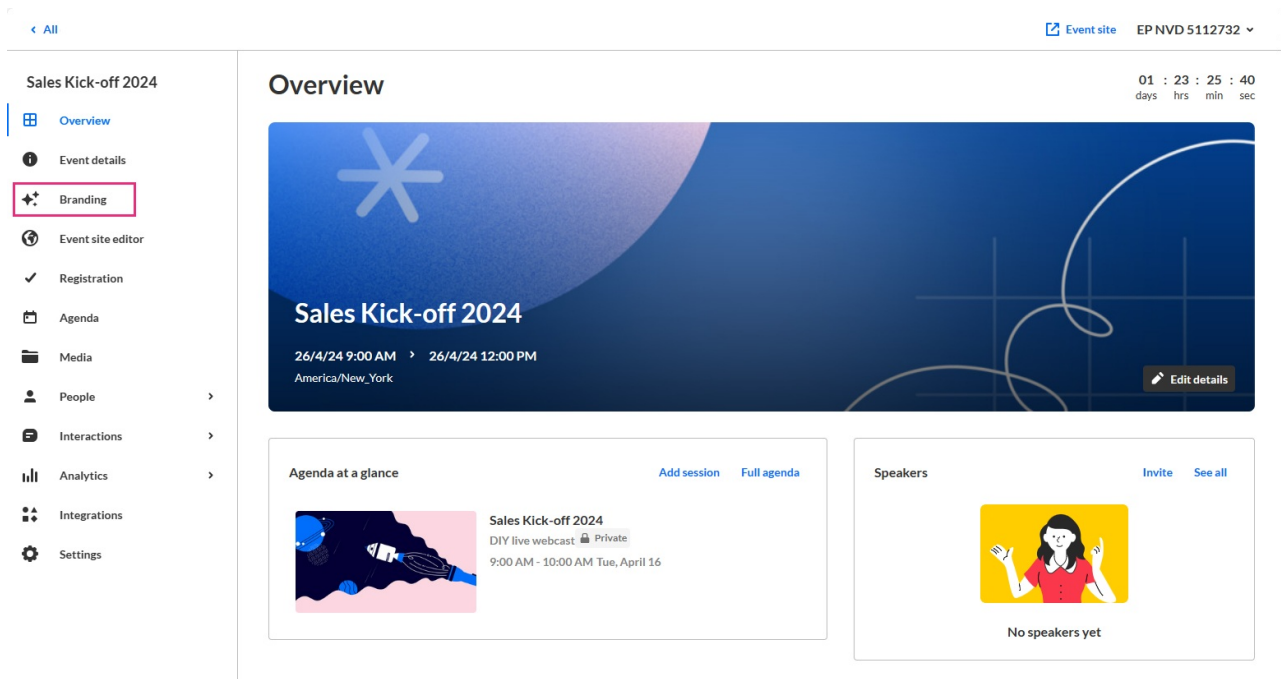 All
Event site
EP NVD 5112732
Sales Kick-off 2024
Overview
Event details
Branding
Event site editor
Registration
Agenda
Media
People
Interactions
Analytics
Integrations
Settings
Overview
01 : 23 : 25 : 40
days hrs min sec
Sales Kick-off 2024
26/4/24 9:00 AM > 26/4/24 12:00 PM
America/New_York
Edit details
Agenda at a glance
Add session
Full agenda
Sales Kick-off 2024
DIY live webcast Private
9:00 AM - 10:00 AM Tue, April 16
Speakers
Invite
See all
No speakers yet